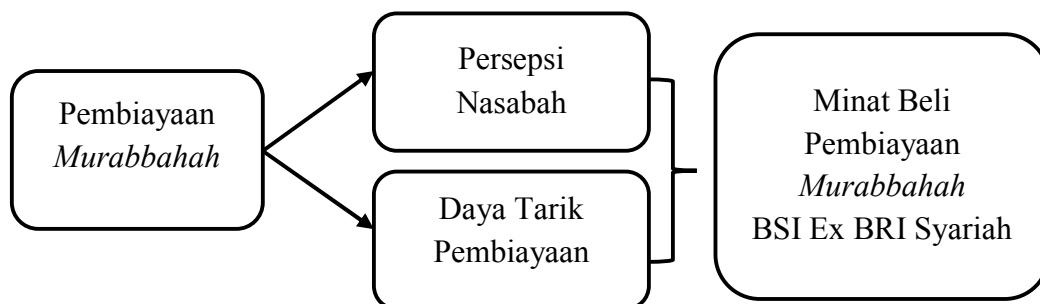 Pembiayaan
Murabbahah
Persepsi
Nasabah
Daya Tarik
Pembiayaan
Minat Beli
Pembiayaan
Murabbahah
BSI Ex BRI Syariah